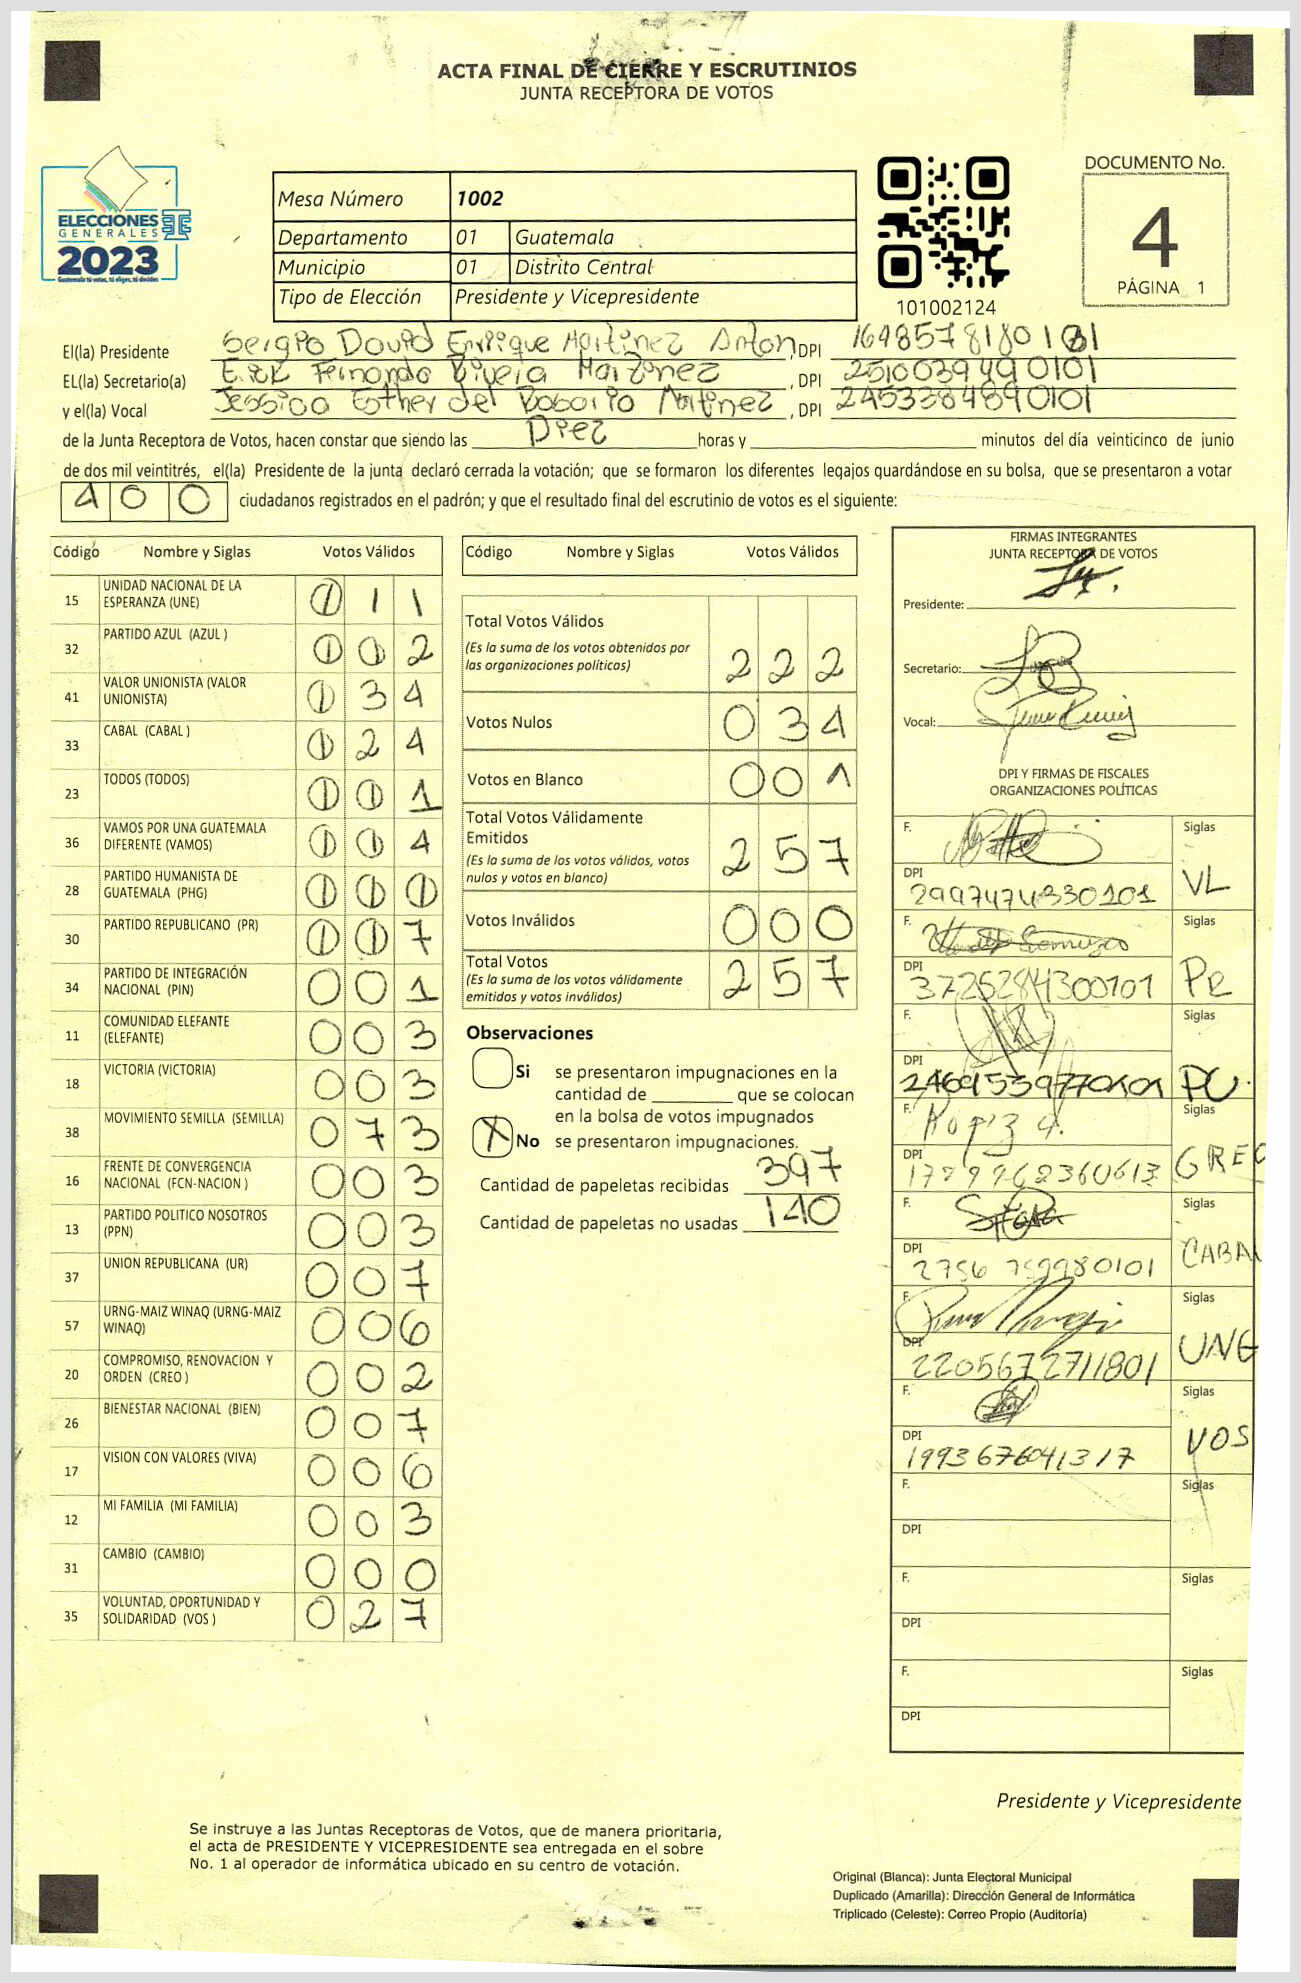 ACTA FINAL DE CIERRE Y ESCRUTINIOS
JUNTA RECEPTORA DE VOTOS
ELECCIONES
GENERALES
2023
Guatemala tú votas, tú eliges, tú decides
Mesa Número 1002
Departamento 01 Guatemala
Municipio 01 Distrito Central
Tipo de Elección Presidente y Vicepresidente
101002124
DOCUMENTO No.
4
PÁGINA 1
El(la) Presidente Sergio David Enrique Martinez Anton, DPI
EL(la) Secretario(a) Erik Fernando Rivera Martinez, DPI 2510039490101
y el(la) Vocal Jessica Esther del Rosario Martinez, DPI 2453384890101
de la Junta Receptora de Votos, hacen constar que siendo las Diez horas y minutos del día veinticinco de junio
de dos mil veintitrés, el(la) Presidente de la junta declaró cerrada la votación; que se formaron los diferentes legajos quardándose en su bolsa, que se presentaron a votar
400 ciudadanos registrados en el padrón; y que el resultado final del escrutinio de votos es el siguiente:
Código Nombre y Siglas Votos Válidos
15 UNIDAD NACIONAL DE LA ESPERANZA (UNE) 0 1 1
32 PARTIDO AZUL (AZUL ) 0 0 2
41 VALOR UNIONISTA (VALOR UNIONISTA) 0 3 4
33 CABAL (CABAL ) 0 2 4
23 TODOS (TODOS) 0 0 1
36 VAMOS POR UNA GUATEMALA DIFERENTE (VAMOS) 0 0 4
28 PARTIDO HUMANISTA DE GUATEMALA (PHG) 0 0 0
30 PARTIDO REPUBLICANO (PR) 0 0 7
34 PARTIDO DE INTEGRACIÓN NACIONAL (PIN) 0 0 1
11 COMUNIDAD ELEFANTE (ELEFANTE) 0 0 3
18 VICTORIA (VICTORIA) 0 0 3
38 MOVIMIENTO SEMILLA (SEMILLA) 0 7 3
16 FRENTE DE CONVERGENCIA NACIONAL (FCN-NACION ) 0 0 3
13 PARTIDO POLITICO NOSOTROS (PPN) 0 0 3
37 UNION REPUBLICANA (UR) 0 0 7
57 URNG-MAIZ WINAQ (URNG-MAIZ WINAQ) 0 0 6
20 COMPROMISO, RENOVACION Y ORDEN (CREO ) 0 0 2
26 BIENESTAR NACIONAL (BIEN) 0 0 7
17 VISION CON VALORES (VIVA) 0 0 6
12 MI FAMILIA (MI FAMILIA) 0 0 3
31 CAMBIO (CAMBIO) 0 0 0
35 VOLUNTAD, OPORTUNIDAD Y SOLIDARIDAD (VOS ) 0 2 7
Código Nombre y Siglas Votos Válidos
Total Votos Válidos 2 2 2
(Es la suma de los votos obtenidos por
las organizaciones políticas)
Votos Nulos 0 3 4
Votos en Blanco 0 0 1
Total Votos Válidamente
Emitidos 2 5 7
(Es la suma de los votos válidos, votos
nulos y votos en blanco)
Votos Inválidos 0 0 0
Total Votos 2 5 7
(Es la suma de los votos válidamente
emitidos y votos inválidos)
Observaciones
Si se presentaron impugnaciones en la
cantidad de que se colocan
en la bolsa de votos impugnados
X No se presentaron impugnaciones.
Cantidad de papeletas recibidas 397
Cantidad de papeletas no usadas 140
FIRMAS INTEGRANTES
JUNTA RECEPTORA DE VOTOS
Presidente:
Secretario:
Vocal:
DPI Y FIRMAS DE FISCALES
ORGANIZACIONES POLÍTICAS
F. Siglas
DPI 2997474330101 VL
F. Siglas
DPI 3725284300101 PR
F. Siglas
DPI 2469539770101 PU
F. Siglas
DPI 1799962360613
F. Siglas
DPI CABAL
F. Siglas
DPI 2205672711801 UNE
F. Siglas
DPI 1993676041317 VOS
F. Siglas
DPI
F. Siglas
DPI
F. Siglas
DPI
Presidente y Vicepresidente
Se instruye a las Juntas Receptoras de Votos, que de manera prioritaria,
el acta de PRESIDENTE Y VICEPRESIDENTE sea entregada en el sobre
No. 1 al operador de informática ubicado en su centro de votación.
Original (Blanca): Junta Electoral Municipal
Duplicado (Amarilla): Dirección General de Informática
Triplicado (Celeste): Correo Propio (Auditoría)